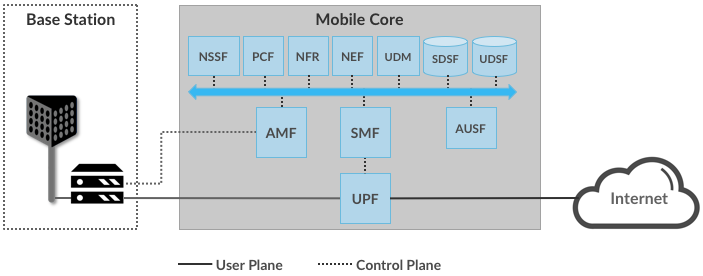 Base Station
Mobile Core
NSSF
PCF
NFR
NEF
UDM
SDSF
UDSF
AMF
SMF
AUSF
UPF
Internet
User Plane
Control Plane